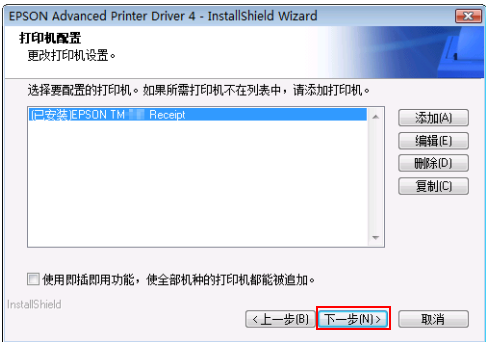 EPSON Advanced Printer Driver 4 - InstallShield Wizard
打印机配置
更改打印机设置。
选择要配置的打印机。如果所需打印机不在列表中，请添加打印机。
[已安装]EPSON TM Receipt
添加(A)
编辑(E)
删除(D)
复制(C)
使用即插即用功能，使全部机种的打印机都能被追加。
InstallShield
<上一步(B) 下一步(N)> 取消